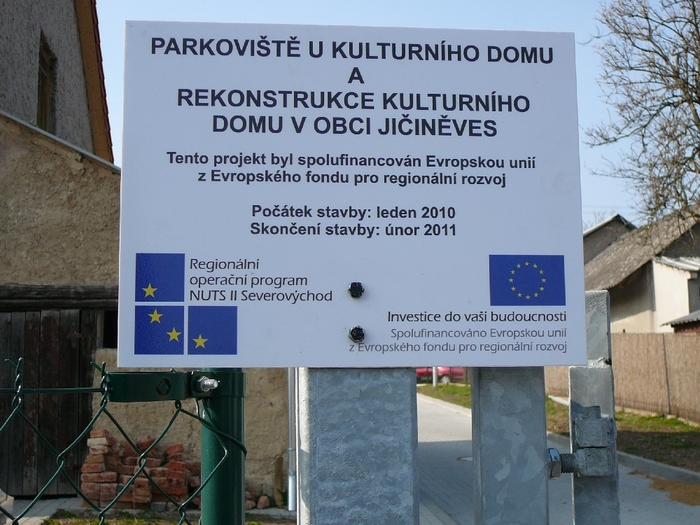 PARKOVIŠTĚ U KULTURNÍHO DOMU
A
REKONSTRUKCE KULTURNÍHO
DOMU V OBCI JIČINĚVES
Tento projekt byl spolufinancován Evropskou unií
z Evropského fondu pro regionální rozvoj
Počátek stavby: leden 2010
Skončení stavby: únor 2011
Regionální
operační program
NUTS II Severovýchod
Investice do vaší budoucnosti
Spolufinancováno Evropskou unií
z Evropského fondu pro regionální rozvoj